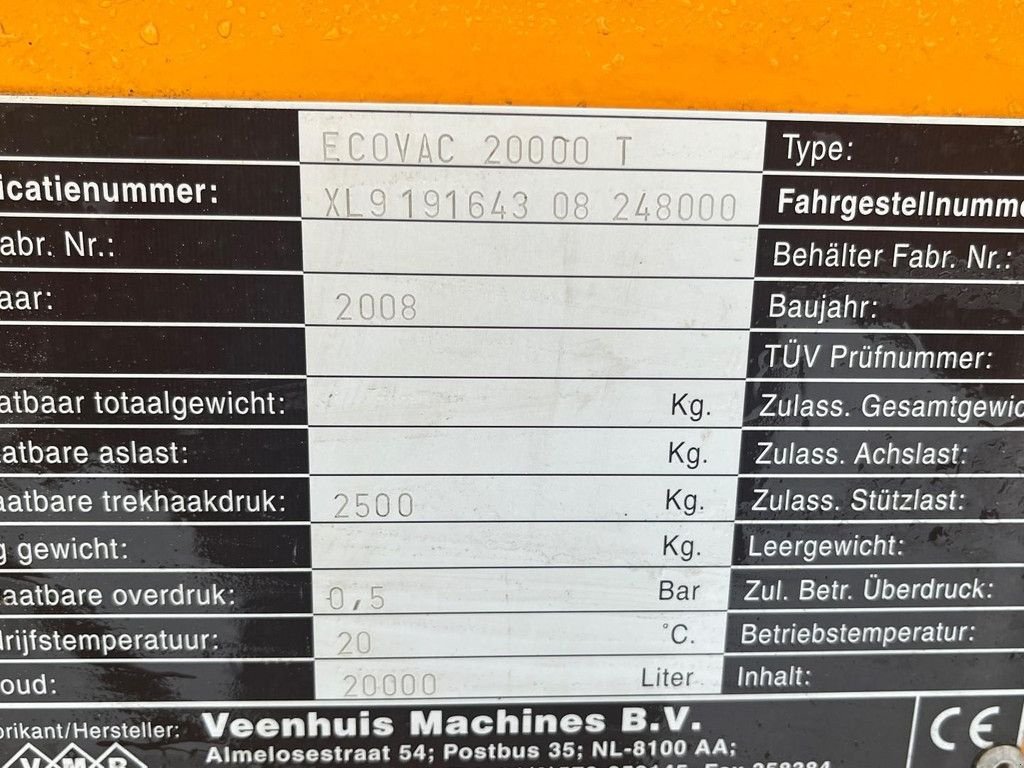 ECOVAC 20000 T Type:
icatienummer: XL9 191643 08 248000 Fahrgestellnumme
abr. Nr.: Behälter Fabr. Nr.:
aar: 2008 Baujahr:
TÜV Prüfnummer:
atbaar totaalgewicht: Kg. Zulass. Gesamtgewic
atbare aslast: Kg. Zulass. Achslast:
aatbare trekhaakdruk: 2500 Kg. Zulass. Stützlast:
g gewicht: Kg. Leergewicht:
aatbare overdruk: 0,5 Bar Zul. Betr. Überdruck:
drijfstemperatuur: 20 °C. Betriebstemperatur:
oud: 20000 Liter Inhalt:
brikant/Hersteller: Veenhuis Machines B.V. CE
Almelosestraat 54; Postbus 35; NL-8100 AA;
VMR